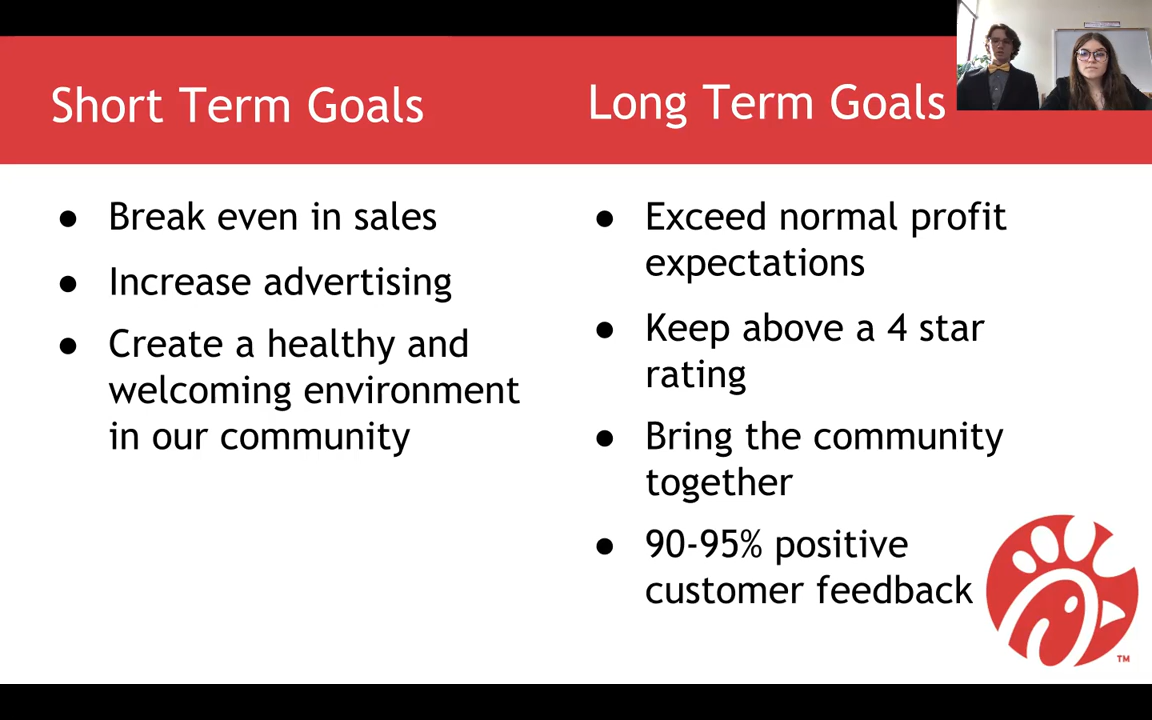 Short Term Goals
Long Term Goals
● Break even in sales
● Increase advertising
● Create a healthy and
welcoming environment
in our community
● Exceed normal profit
expectations
● Keep above a 4 star
rating
● Bring the community
together
● 90-95% positive
customer feedback
TM